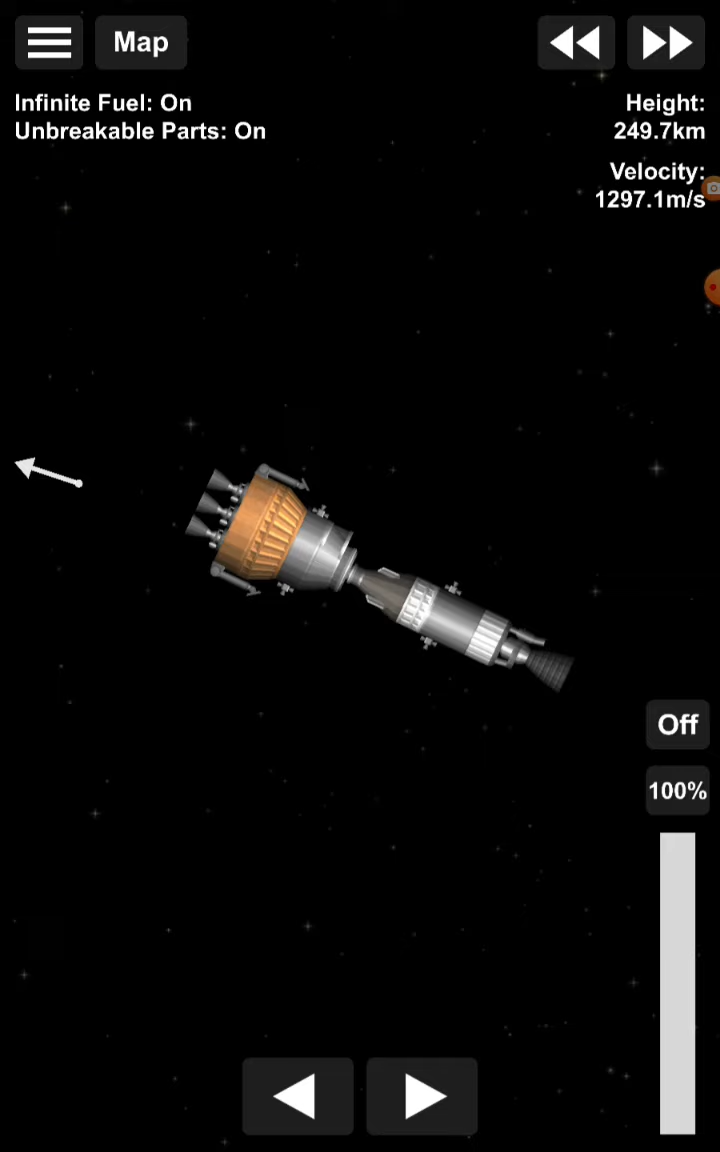 Map
Infinite Fuel: On
Unbreakable Parts: On
Height:
249.7km
Velocity:
1297.1m/s
Off
100%